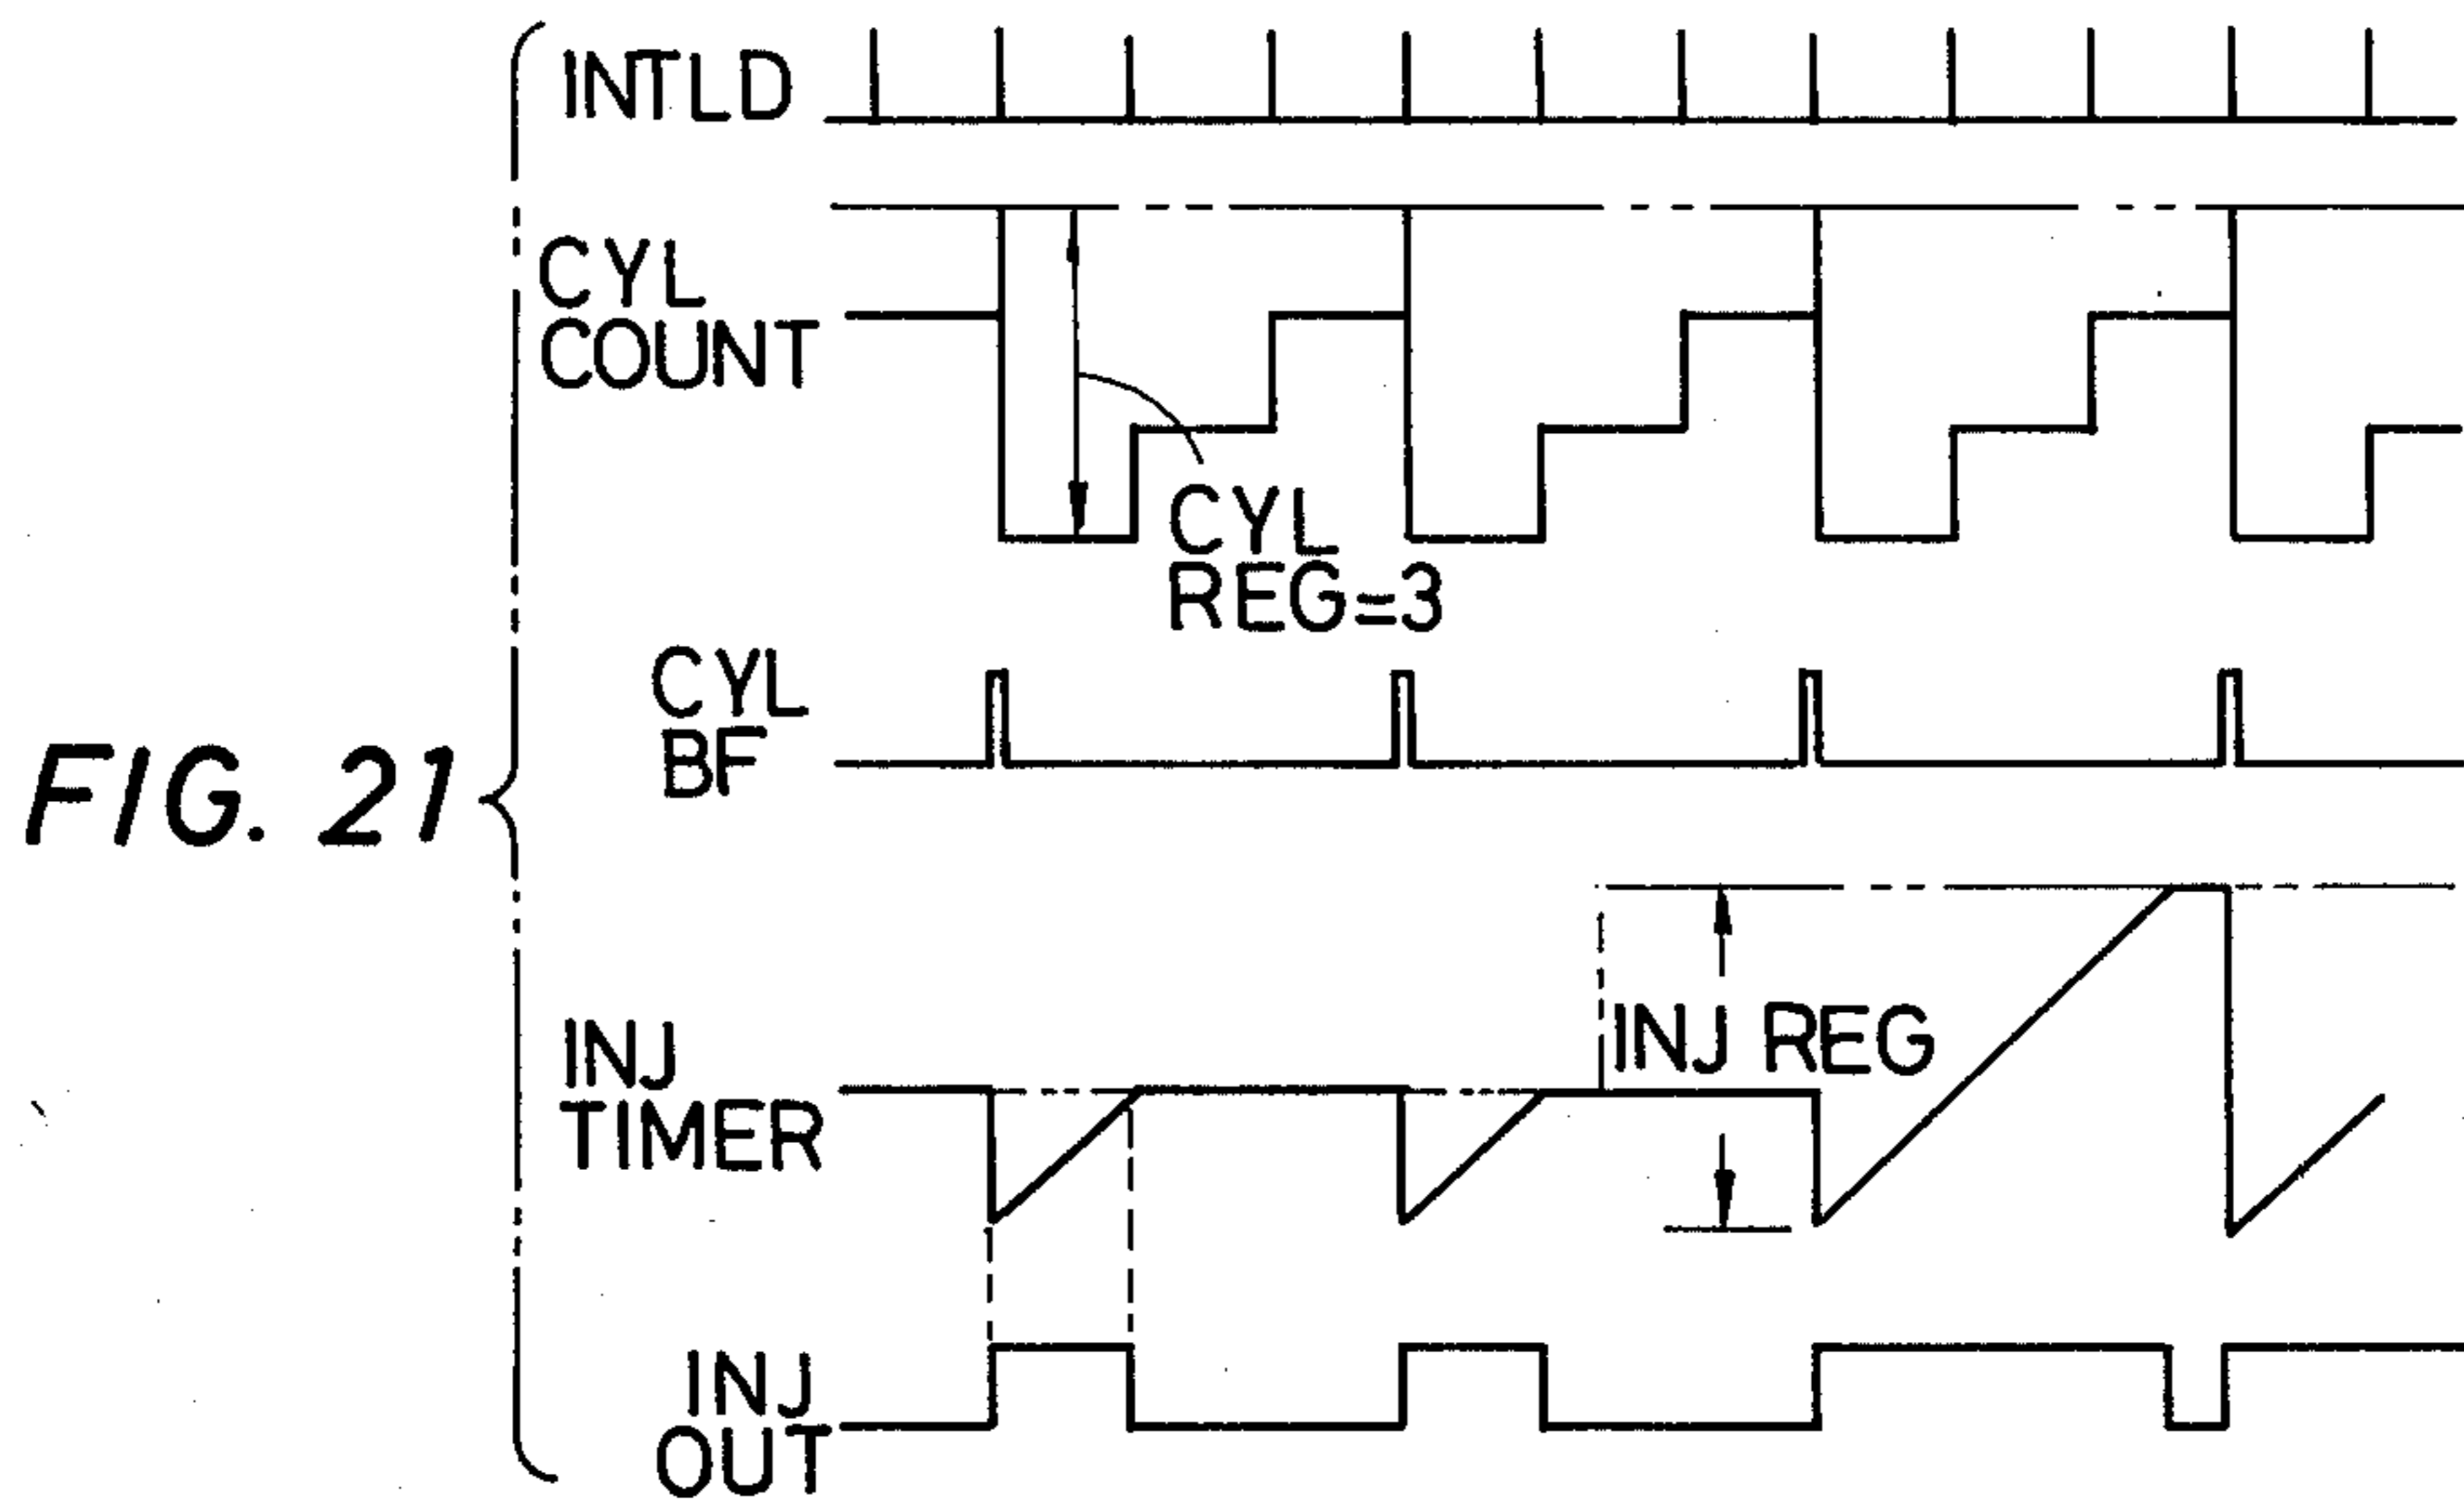 INTLD
CYL
COUNT
CYL
REG=3
CYL
BF
FIG. 21
INJ REG
INJ
TIMER
INJ
OUT